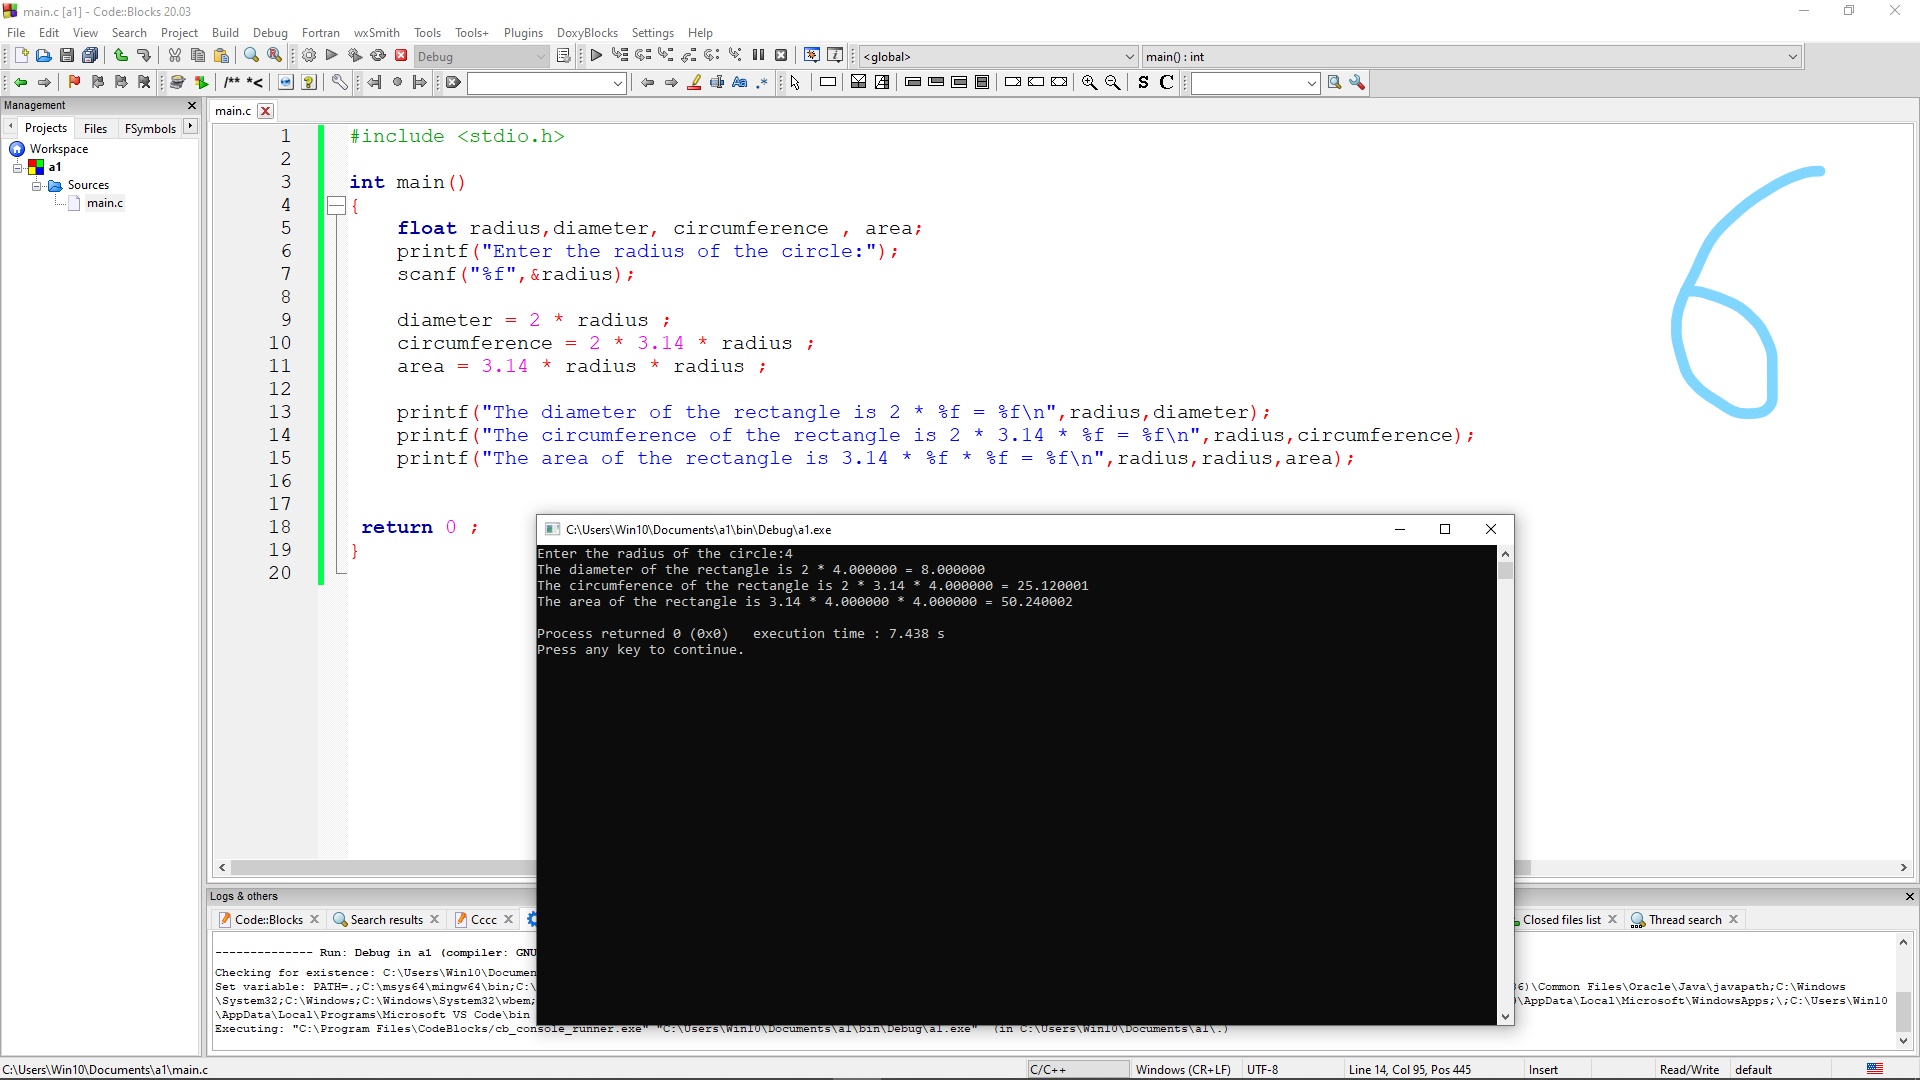 main.c [a1] - Code::Blocks 20.03
File Edit View Search Project Build Debug Fortran wxSmith Tools Tools+ Plugins DoxyBlocks Settings Help
Debug <global> main() : int
/** *< Aa .* S C
Management
main.c
Projects Files FSymbols
Workspace
a1
Sources
main.c
1 #include <stdio.h>
2
3 int main()
4 {
5 float radius,diameter, circumference , area;
6 printf("Enter the radius of the circle:");
7 scanf("%f",&radius);
8
9 diameter = 2 * radius ;
10 circumference = 2 * 3.14 * radius ;
11 area = 3.14 * radius * radius ;
12
13 printf("The diameter of the rectangle is 2 * %f = %f\n",radius,diameter);
14 printf("The circumference of the rectangle is 2 * 3.14 * %f = %f\n",radius,circumference);
15 printf("The area of the rectangle is 3.14 * %f * %f = %f\n",radius,radius,area);
16
17
18 return 0 ;
19 }
20
6
C:\Users\Win10\Documents\a1\bin\Debug\a1.exe
Enter the radius of the circle:4
The diameter of the rectangle is 2 * 4.000000 = 8.000000
The circumference of the rectangle is 2 * 3.14 * 4.000000 = 25.120001
The area of the rectangle is 3.14 * 4.000000 * 4.000000 = 50.240002
Process returned 0 (0x0) execution time : 7.438 s
Press any key to continue.
Logs & others
Code::Blocks Search results Cccc Closed files list Thread search
-------------- Run: Debug in a1 (compiler: GNU
Checking for existence: C:\Users\Win10\Documen
Set variable: PATH=.;C:\msys64\mingw64\bin;C:\ 6)\Common Files\Oracle\Java\javapath;C:\Windows
\System32;C:\Windows;C:\Windows\System32\wbem; \AppData\Local\Microsoft\WindowsApps;\;C:\Users\Win10
\AppData\Local\Programs\Microsoft VS Code\bin
Executing: "C:\Program Files\CodeBlocks/cb_console_runner.exe" "C:\Users\Win10\Documents\a1\bin\Debug\a1.exe" (in C:\Users\Win10\Documents\a1\.)
C:\Users\Win10\Documents\a1\main.c C/C++ Windows (CR+LF) UTF-8 Line 14, Col 95, Pos 445 Insert Read/Write default